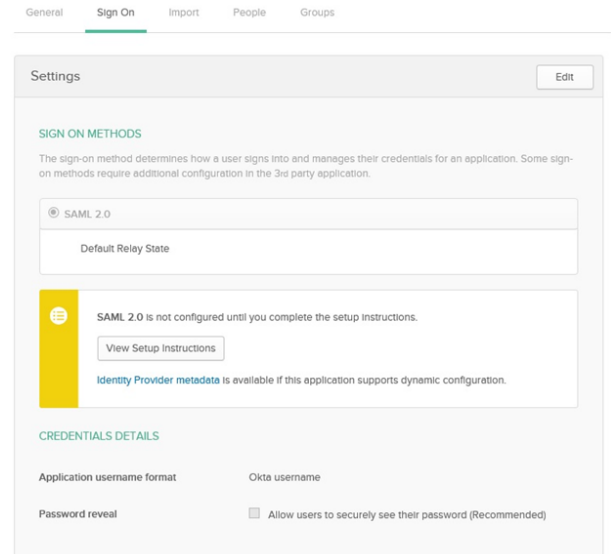 General Sign On Import People Groups
Settings Edit
SIGN ON METHODS
The sign-on method determines how a user signs into and manages their credentials for an application. Some sign-
on methods require additional configuration in the 3rd party application.
SAML 2.0
Default Relay State
SAML 2.0 is not configured until you complete the setup instructions.
View Setup Instructions
Identity Provider metadata is available if this application supports dynamic configuration.
CREDENTIALS DETAILS
Application username format Okta username
Password reveal Allow users to securely see their password (Recommended)